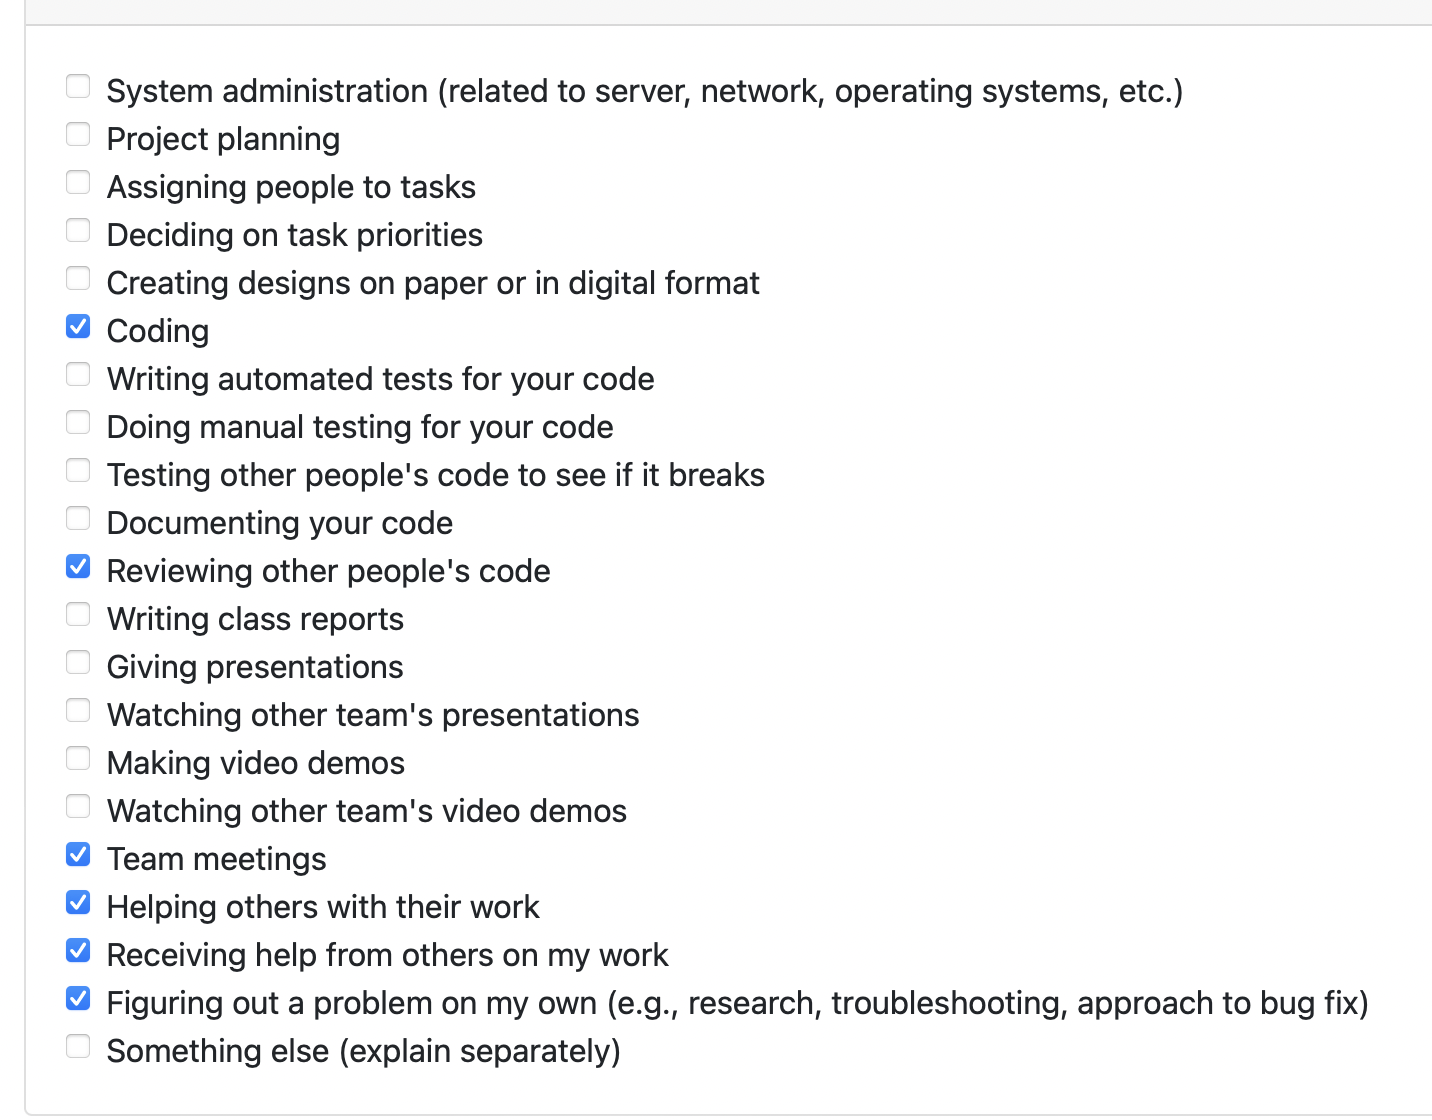 System administration (related to server, network, operating systems, etc.)
Project planning
Assigning people to tasks
Deciding on task priorities
Creating designs on paper or in digital format
Coding
Writing automated tests for your code
Doing manual testing for your code
Testing other people's code to see if it breaks
Documenting your code
Reviewing other people's code
Writing class reports
Giving presentations
Watching other team's presentations
Making video demos
Watching other team's video demos
Team meetings
Helping others with their work
Receiving help from others on my work
Figuring out a problem on my own (e.g., research, troubleshooting, approach to bug fix)
Something else (explain separately)